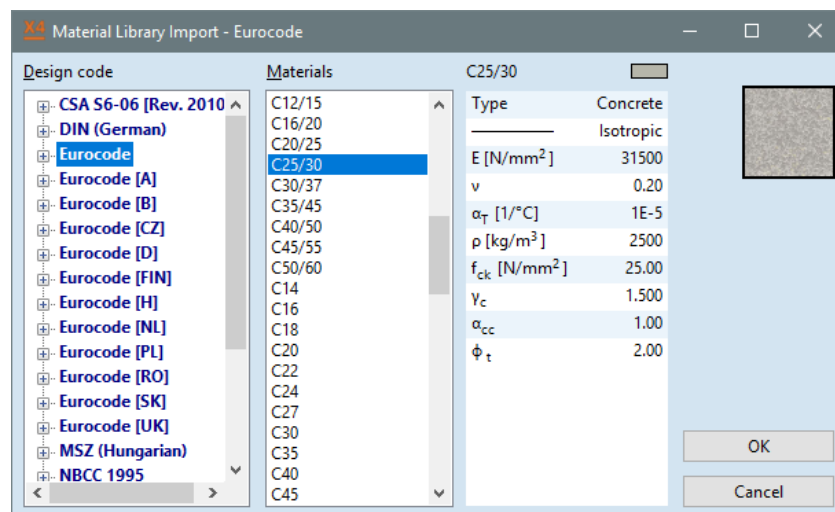 X4 Material Library Import - Eurocode
Design code
CSA S6-06 [Rev. 2010
DIN (German)
Eurocode
Eurocode [A]
Eurocode [B]
Eurocode [CZ]
Eurocode [D]
Eurocode [FIN]
Eurocode [H]
Eurocode [NL]
Eurocode [PL]
Eurocode [RO]
Eurocode [SK]
Eurocode [UK]
MSZ (Hungarian)
NBCC 1995
Materials
C12/15
C16/20
C20/25
C25/30
C30/37
C35/45
C40/50
C45/55
C50/60
C14
C16
C18
C20
C22
C24
C27
C30
C35
C40
C45
C25/30
Type Concrete
Isotropic
E [N/mm²] 31500
ν 0.20
αT [1/°C] 1E-5
ρ [kg/m³] 2500
fck [N/mm²] 25.00
γc 1.500
αcc 1.00
ϕt 2.00
OK
Cancel